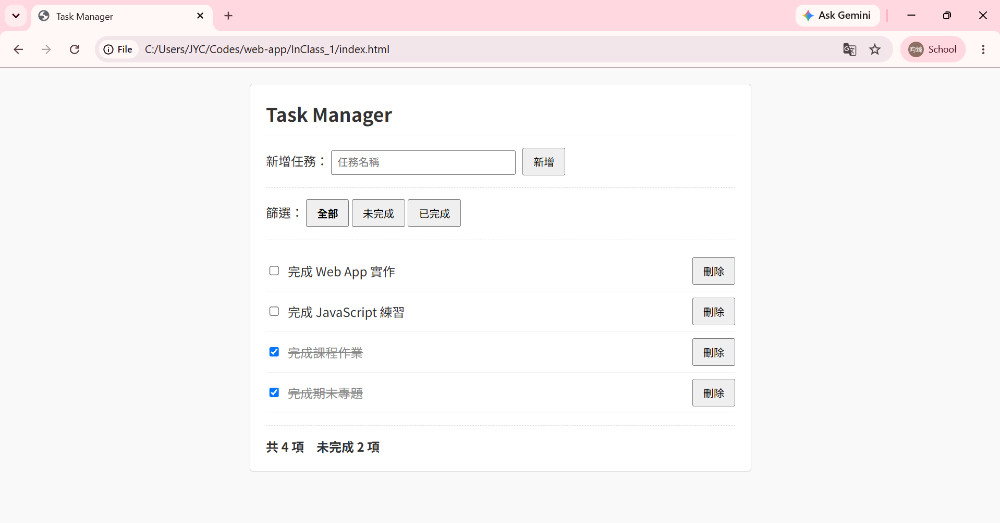 Task Manager
Ask Gemini
File C:/Users/JYC/Codes/web-app/InClass_1/index.html
昀臻 School
Task Manager
新增任務： 任務名稱 新增
篩選： 全部 未完成 已完成
完成 Web App 實作 刪除
完成 JavaScript 練習 刪除
完成課程作業 刪除
完成期末專題 刪除
共 4 項 未完成 2 項